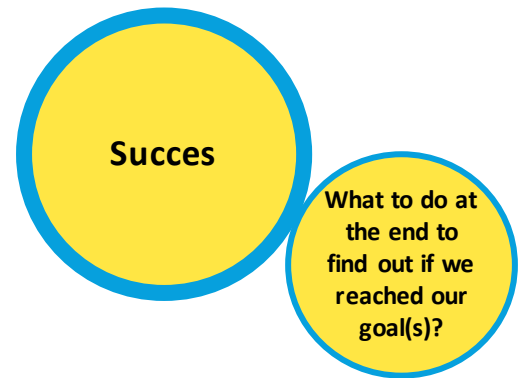 Succes
What to do at
the end to
find out if we
reached our
goal(s)?